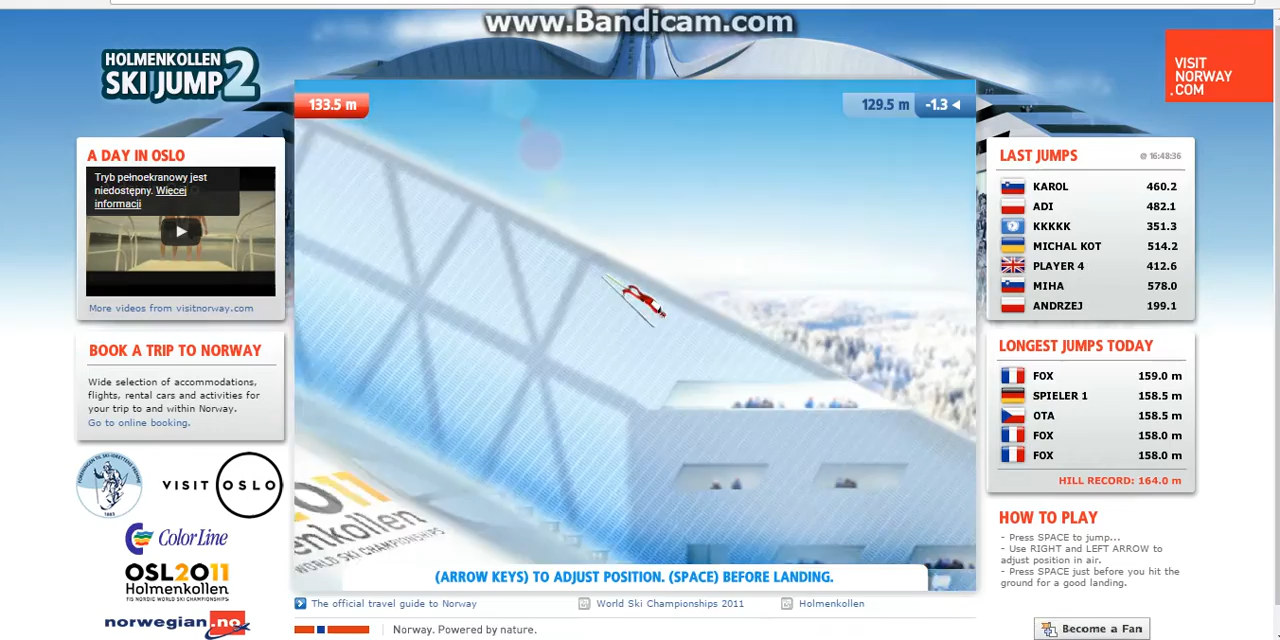 www.Bandicam.com
HOLMENKOLLEN
SKI JUMP 2
VISIT
NORWAY
.COM
133.5 m
129.5 m -1.3
A DAY IN OSLO
Tryb pełnoekranowy jest
niedostępny. Więcej
informacji
More videos from visitnorway.com
BOOK A TRIP TO NORWAY
Wide selection of accommodations,
flights, rental cars and activities for
your trip to and within Norway.
Go to online booking.
VISIT OSLO
Color Line
OSL2011
Holmenkollen
FIS NORDIC WORLD SKI CHAMPIONSHIPS
norwegian.no
LAST JUMPS @ 16:48:36
KAROL 460.2
ADI 482.1
KKKKK 351.3
MICHAL KOT 514.2
PLAYER 4 412.6
MIHA 578.0
ANDRZEJ 199.1
LONGEST JUMPS TODAY
FOX 159.0 m
SPIELER 1 158.5 m
OTA 158.5 m
FOX 158.0 m
FOX 158.0 m
HILL RECORD: 164.0 m
HOW TO PLAY
- Press SPACE to jump...
- Use RIGHT and LEFT ARROW to
adjust position in air.
- Press SPACE just before you hit the
ground for a good landing.
Become a Fan
WORLD SKI CHAMPIONSHIPS
(ARROW KEYS) TO ADJUST POSITION. (SPACE) BEFORE LANDING.
The official travel guide to Norway
World Ski Championships 2011
Holmenkollen
Norway. Powered by nature.